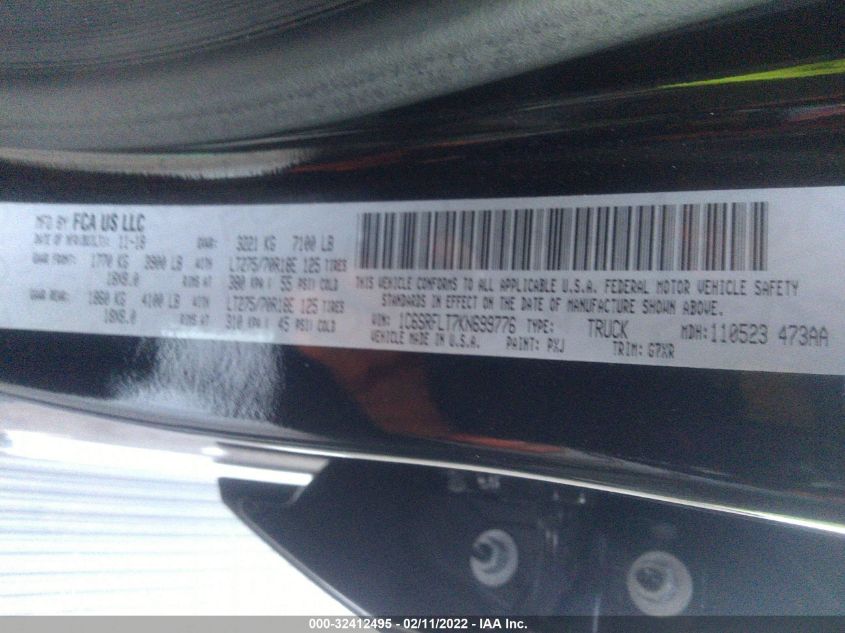 MFD BY FCA US LLC
DATE OF MFR(BUILT): 11-18 GVWR: 3221 KG 7100 LB
GAWR FRONT: 1770 KG 3900 LB WITH LT275/70R18E 125 TIRES
18X8.0 RIMS AT 380 KPA / 55 PSI COLD
GAWR REAR: 1860 KG 4100 LB WITH LT275/70R18E 125 TIRES
18X8.0 RIMS AT 310 KPA / 45 PSI COLD
THIS VEHICLE CONFORMS TO ALL APPLICABLE U.S.A. FEDERAL MOTOR VEHICLE SAFETY
STANDARDS IN EFFECT ON THE DATE OF MANUFACTURE SHOWN ABOVE.
VIN: 1C6SRFLT7KN699776 TYPE: TRUCK MDH: 110523 473AA
VEHICLE MADE IN U.S.A. PAINT: PXJ TRIM: G7XR
000-32412495 - 02/11/2022 - IAA Inc.